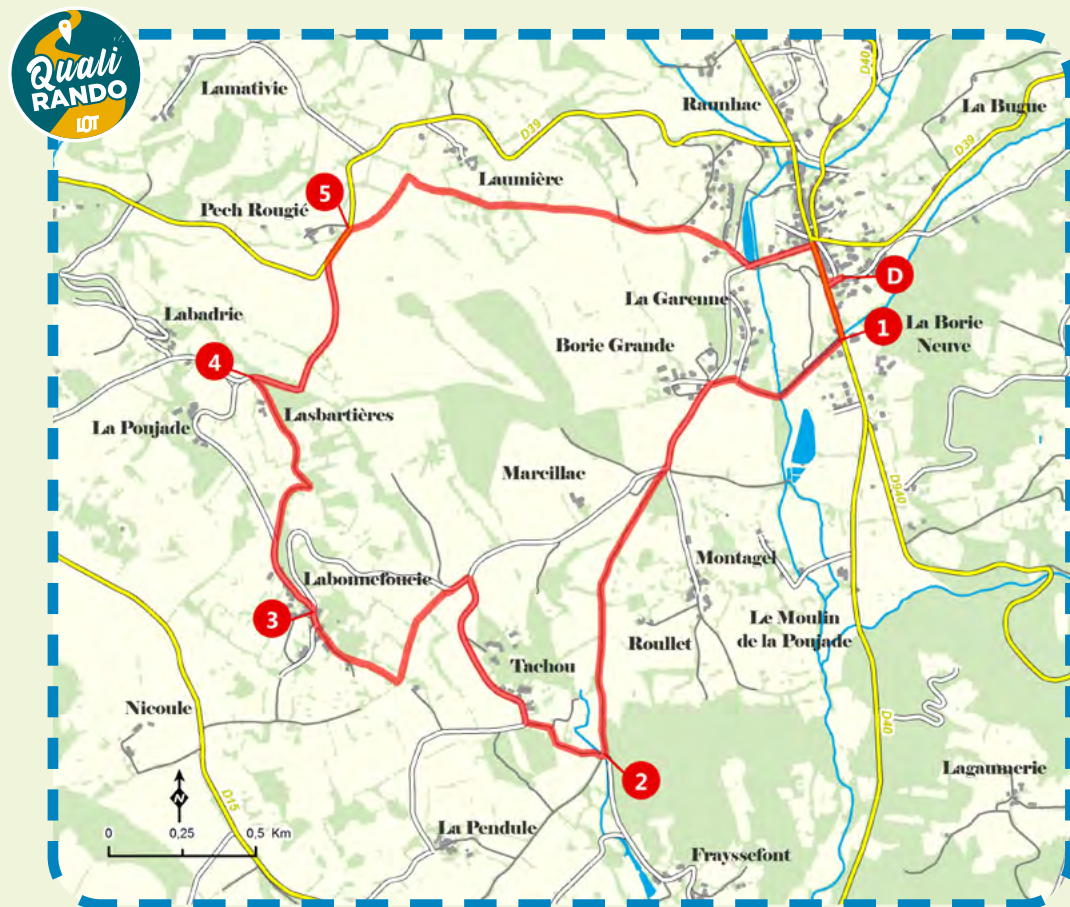 Quali
RANDO
LOT
Lamativie
Raunhac
D40
La Bugue
D39
D39
Laumière
5
Pech Rougié
D
La Garenne
1
La Borie
Neuve
Labadrie
Borie Grande
4
Lasbartières
La Poujade
Marcillac
D940
Montagel
Labonnefoucie
3
Le Moulin
de la Poujade
Roullet
Tachou
Nicoule
D40
2
Lagaumerie
N
D15
0 0,25 0,5 Km
La Pendule
Frayssefont